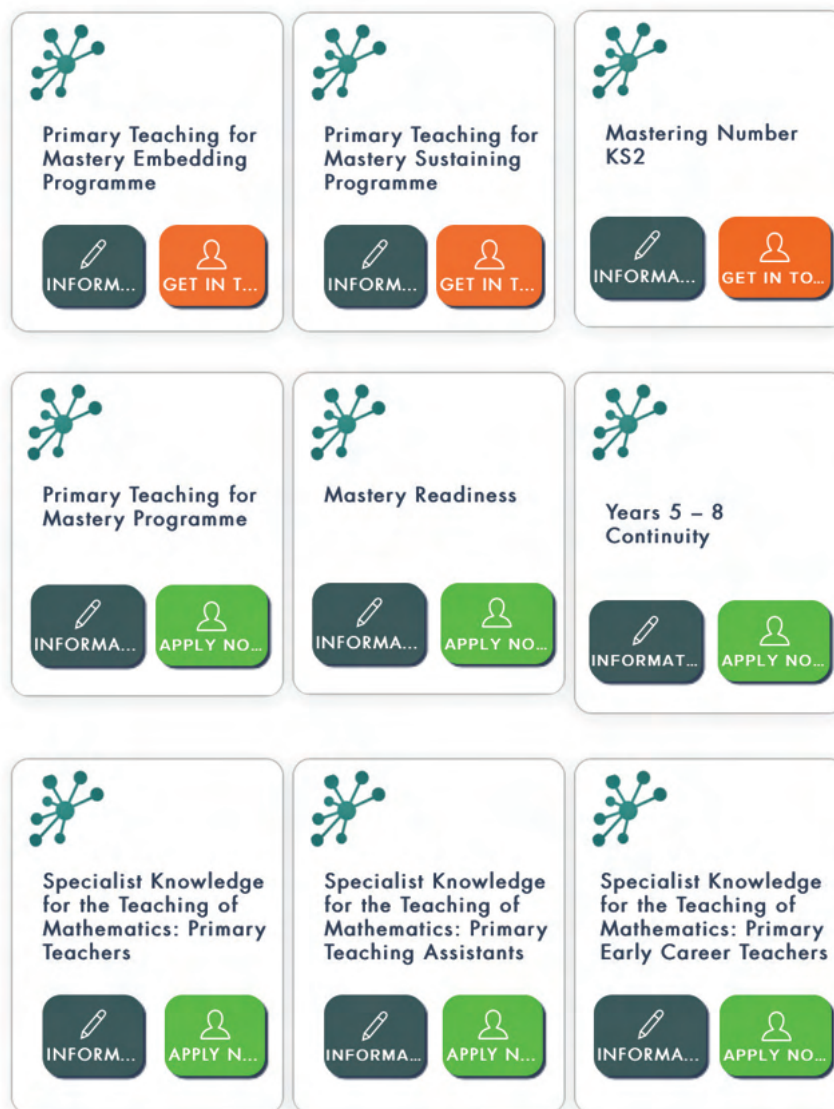 Primary Teaching for
Mastery Embedding
Programme
INFORM...
GET IN T...
Primary Teaching for
Mastery Sustaining
Programme
INFORM...
GET IN T...
Mastering Number
KS2
INFORMA...
GET IN TO...
Primary Teaching for
Mastery Programme
INFORMA...
APPLY NO...
Mastery Readiness
INFORMA...
APPLY NO...
Years 5 – 8
Continuity
INFORMAT...
APPLY NO...
Specialist Knowledge
for the Teaching of
Mathematics: Primary
Teachers
INFORM...
APPLY N...
Specialist Knowledge
for the Teaching of
Mathematics: Primary
Teaching Assistants
INFORMA...
APPLY N...
Specialist Knowledge
for the Teaching of
Mathematics: Primary
Early Career Teachers
INFORMA...
APPLY NO...